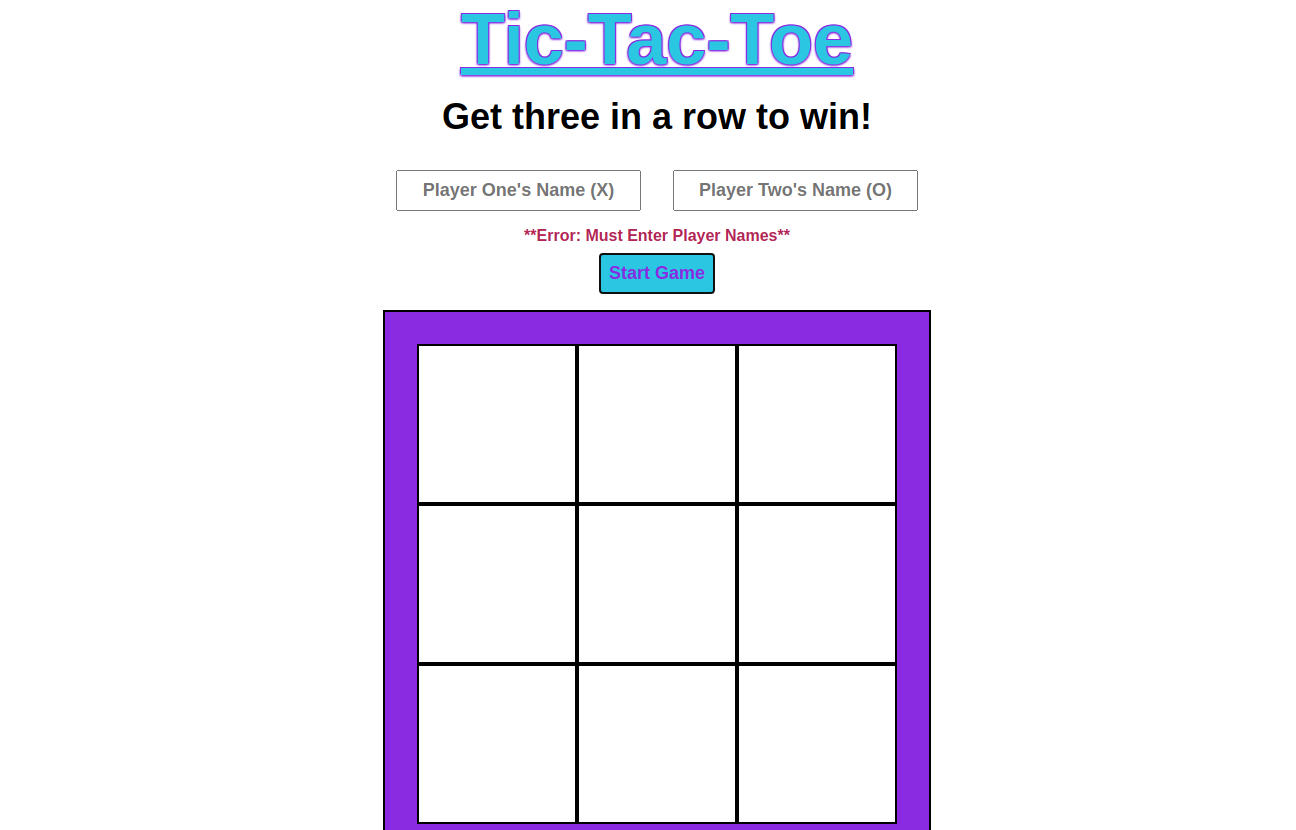 Tic-Tac-Toe
Get three in a row to win!
Player One's Name (X) Player Two's Name (O)
**Error: Must Enter Player Names**
Start Game